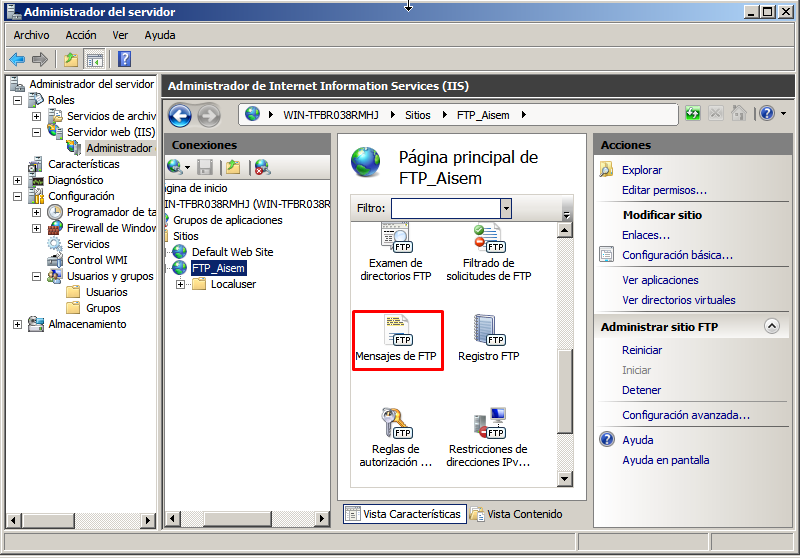 Administrador del servidor
Archivo Acción Ver Ayuda
Administrador del servidor
Roles
Servicios de archiv
Servidor web (IIS)
Administrador
Características
Diagnóstico
Configuración
Programador de ta
Firewall de Window
Servicios
Control WMI
Usuarios y grupos
Usuarios
Grupos
Almacenamiento
Administrador de Internet Information Services (IIS)
WIN-TFBR038RMHJ Sitios FTP_Aisem
Conexiones
gina de inicio
IN-TFBR038RMHJ (WIN-TFBR038R
Grupos de aplicaciones
Sitios
Default Web Site
FTP_Aisem
Localuser
Página principal de
FTP_Aisem
Filtro:
FTP
FTP
Examen de
directorios FTP
Filtrado de
solicitudes de FTP
FTP
FTP
Mensajes de FTP
Registro FTP
FTP
FTP
Reglas de
autorización ...
Restricciones de
direcciones IPv...
Vista Características Vista Contenido
Acciones
Explorar
Editar permisos...
Modificar sitio
Enlaces...
Configuración básica...
Ver aplicaciones
Ver directorios virtuales
Administrar sitio FTP
Reiniciar
Iniciar
Detener
Configuración avanzada...
Ayuda
Ayuda en pantalla